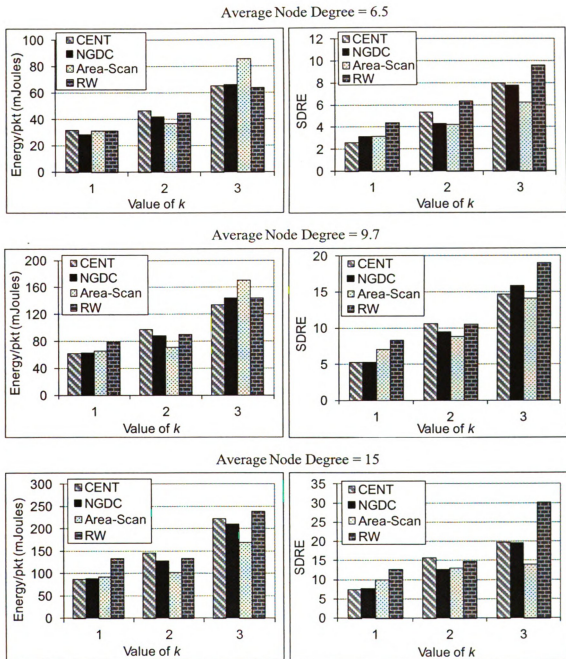 Average Node Degree = 6.5
Energy/pkt (mJoules)
100
80
60
40
20
0
CENT
NGDC
Area-Scan
RW
1 2 3
Value of k
SDRE
12
10
8
6
4
2
0
CENT
NGDC
Area-Scan
RW
1 2 3
Value of k
Average Node Degree = 9.7
Energy/pkt (mJoules)
200
160
120
80
40
0
CENT
NGDC
Area-Scan
RW
1 2 3
Value of k
SDRE
20
15
10
5
0
CENT
NGDC
Area-Scan
RW
1 2 3
Value of k
Average Node Degree = 15
Energy/pkt (mJoules)
300
250
200
150
100
50
0
CENT
NGDC
Area-Scan
RW
1 2 3
Value of k
SDRE
35
30
25
20
15
10
5
0
CENT
NGDC
Area-Scan
RW
1 2 3
Value of k